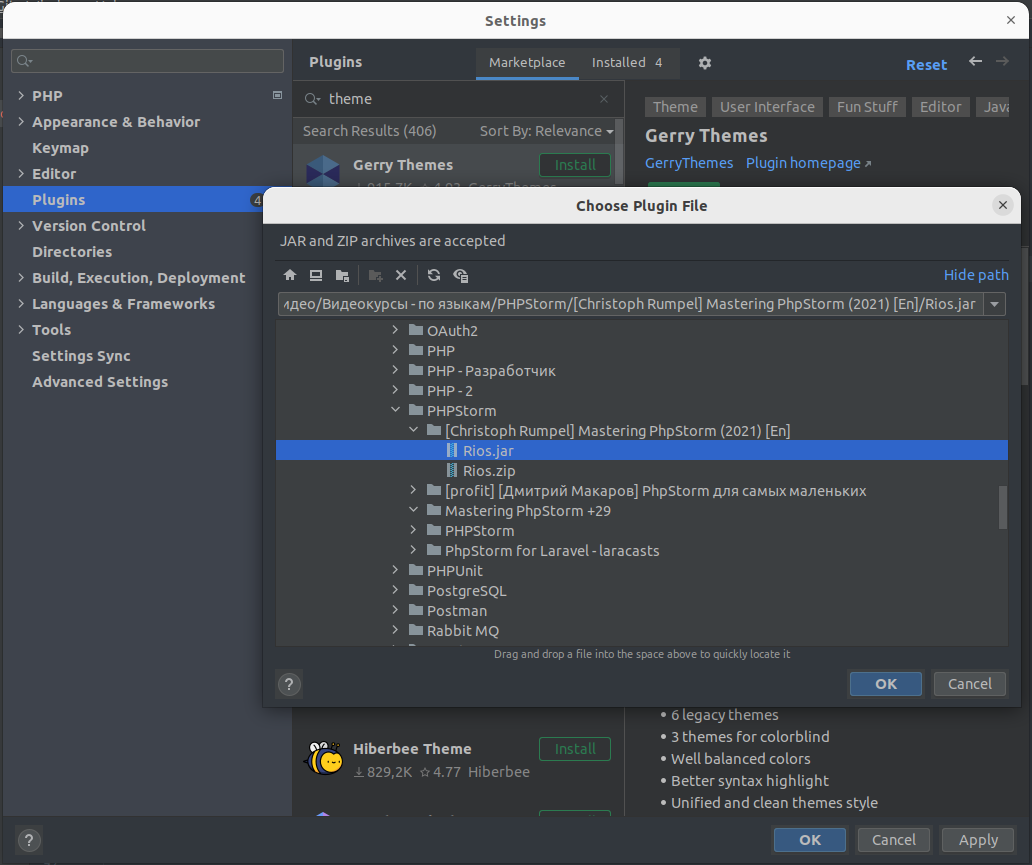 Settings
Plugins
Marketplace
Installed 4
Reset
PHP
Appearance & Behavior
Keymap
Editor
Plugins
4
Version Control
Directories
Build, Execution, Deployment
Languages & Frameworks
Tools
Settings Sync
Advanced Settings
theme
Search Results (406)
Sort By: Relevance
Gerry Themes
Install
Theme
User Interface
Fun Stuff
Editor
Java
Gerry Themes
GerryThemes
Plugin homepage
Choose Plugin File
JAR and ZIP archives are accepted
Hide path
идео/Видеокурсы - по языкам/PHPStorm/[Christoph Rumpel] Mastering PhpStorm (2021) [En]/Rios.jar
OAuth2
PHP
PHP - Разработчик
PHP - 2
PHPStorm
[Christoph Rumpel] Mastering PhpStorm (2021) [En]
Rios.jar
Rios.zip
[profit] [Дмитрий Макаров] PhpStorm для самых маленьких
Mastering PhpStorm +29
PHPStorm
PhpStorm for Laravel - laracasts
PHPUnit
PostgreSQL
Postman
Rabbit MQ
Drag and drop a file into the space above to quickly locate it
?
OK
Cancel
Hiberbee Theme
Install
829,2K
4.77
Hiberbee
• 6 legacy themes
• 3 themes for colorblind
• Well balanced colors
• Better syntax highlight
• Unified and clean themes style
?
OK
Cancel
Apply